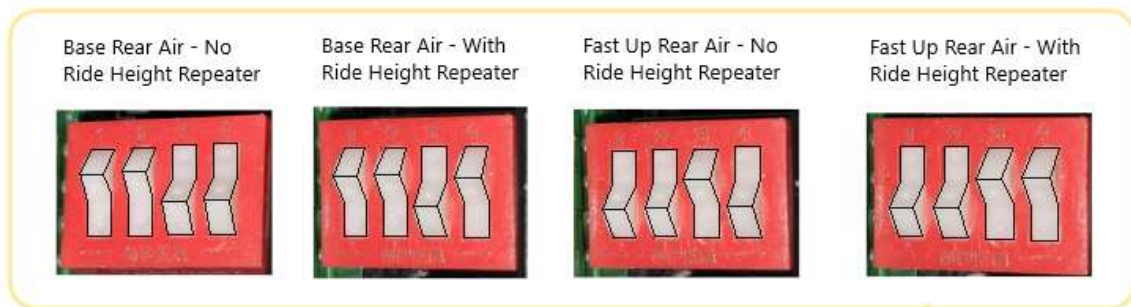 Base Rear Air - No
Ride Height Repeater
Base Rear Air - With
Ride Height Repeater
Fast Up Rear Air - No
Ride Height Repeater
Fast Up Rear Air - With
Ride Height Repeater